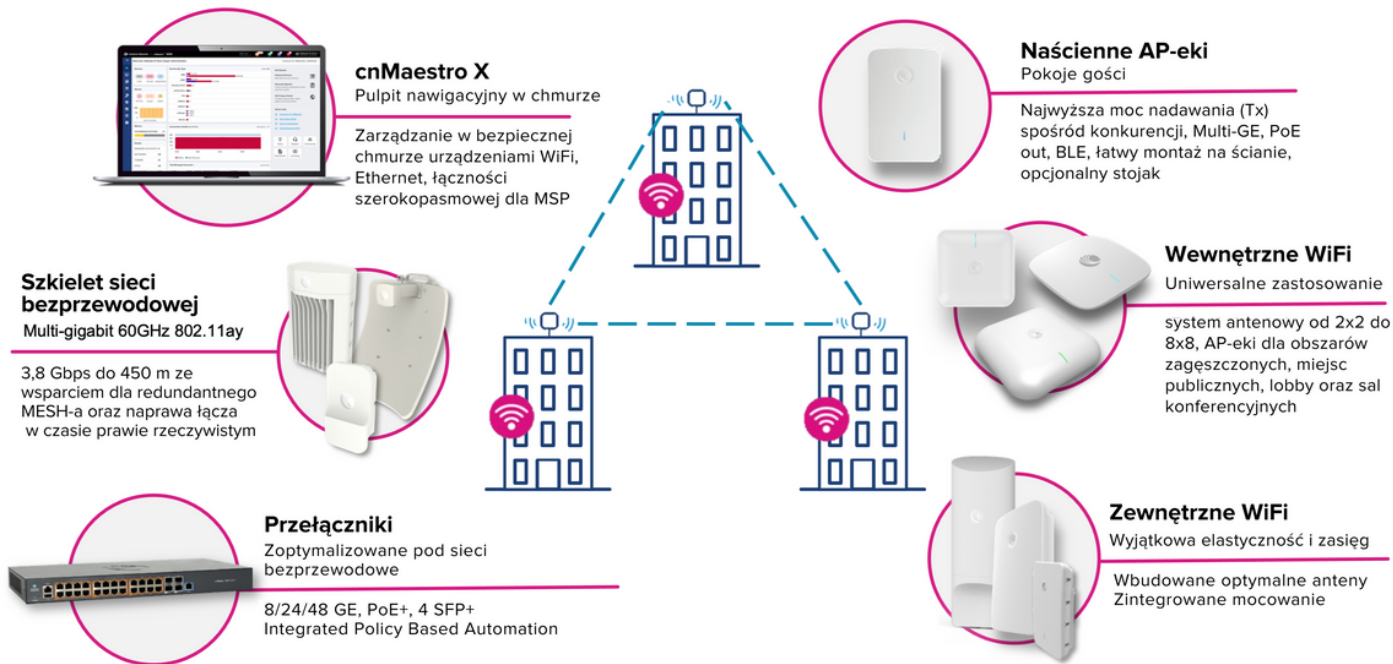 cnMaestro X
Pulpit nawigacyjny w chmurze
Zarządzanie w bezpiecznej
chmurze urządzeniami WiFi,
Ethernet, łączności
szerokopasmowej dla MSP
Naścienne AP-eki
Pokoje gości
Najwyższa moc nadawania (Tx)
spośród konkurencji, Multi-GE, PoE
out, BLE, łatwy montaż na ścianie,
opcjonalny stojak
Szkielet sieci
bezprzewodowej
Multi-gigabit 60GHz 802.11ay
3,8 Gbps do 450 m ze
wsparciem dla redundantnego
MESH-a oraz naprawa łącza
w czasie prawie rzeczywistym
Wewnętrzne WiFi
Uniwersalne zastosowanie
system antenowy od 2x2 do
8x8, AP-eki dla obszarów
zagęszczonych, miejsc
publicznych, lobby oraz sal
konferencyjnych
Przełączniki
Zoptymalizowane pod sieci
bezprzewodowe
8/24/48 GE, PoE+, 4 SFP+
Integrated Policy Based Automation
Zewnętrzne WiFi
Wyjątkowa elastyczność i zasięg
Wbudowane optymalne anteny
Zintegrowane mocowanie